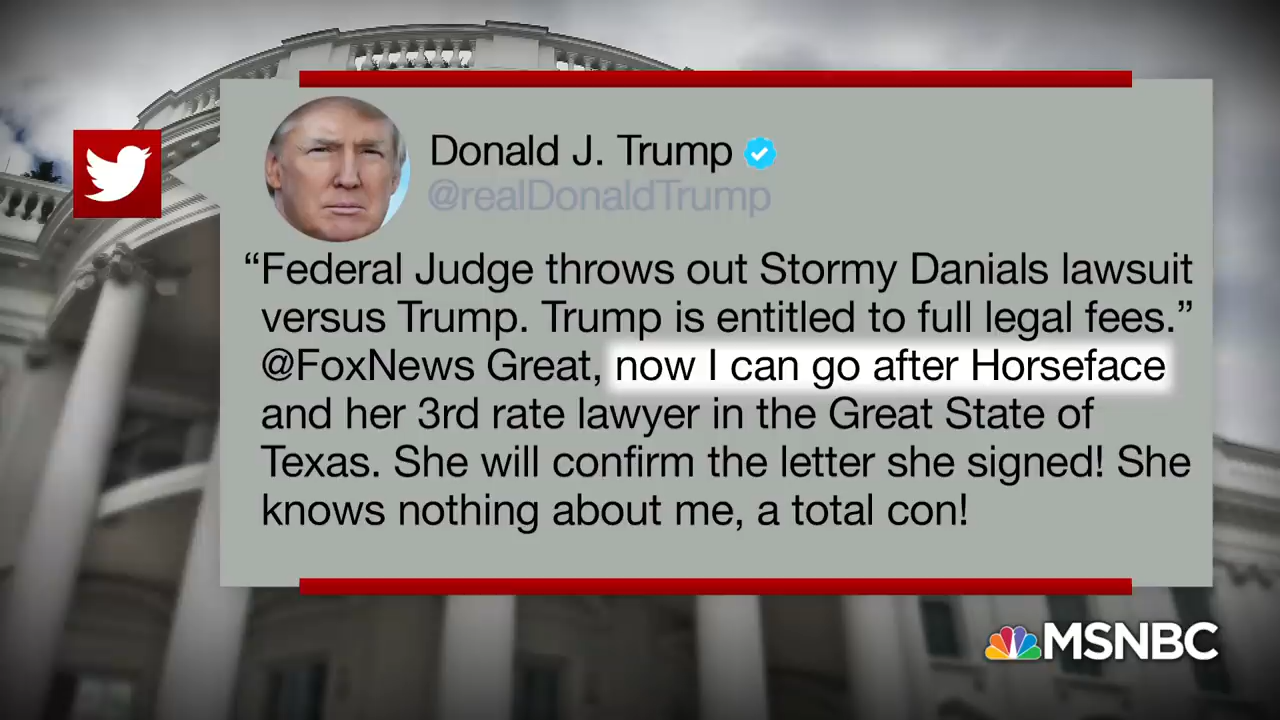 Donald J. Trump
@realDonaldTrump
“Federal Judge throws out Stormy Danials lawsuit
versus Trump. Trump is entitled to full legal fees.”
@FoxNews Great, now I can go after Horseface
and her 3rd rate lawyer in the Great State of
Texas. She will confirm the letter she signed! She
knows nothing about me, a total con!
MSNBC